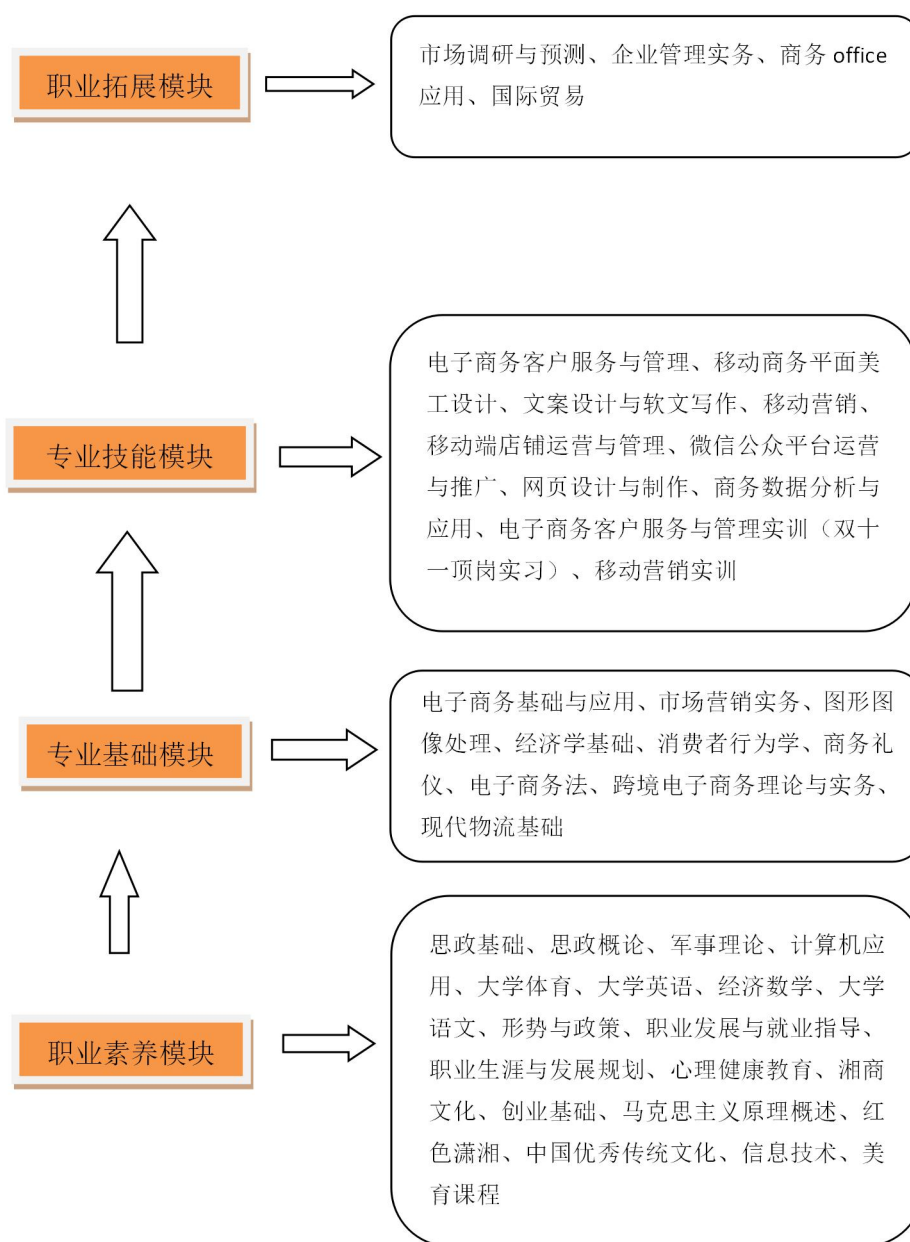 职业拓展模块
市场调研与预测、企业管理实务、商务 office
应用、国际贸易
专业技能模块
电子商务客户服务与管理、移动商务平面美
工设计、文案设计与软文写作、移动营销、
移动端店铺运营与管理、微信公众平台运营
与推广、网页设计与制作、商务数据分析与
应用、电子商务客户服务与管理实训（双十
一顶岗实习）、移动营销实训
专业基础模块
电子商务基础与应用、市场营销实务、图形图
像处理、经济学基础、消费者行为学、商务礼
仪、电子商务法、跨境电子商务理论与实务、
现代物流基础
职业素养模块
思政基础、思政概论、军事理论、计算机应
用、大学体育、大学英语、经济数学、大学
语文、形势与政策、职业发展与就业指导、
职业生涯与发展规划、心理健康教育、湘商
文化、创业基础、马克思主义原理概述、红
色潇湘、中国优秀传统文化、信息技术、美
育课程